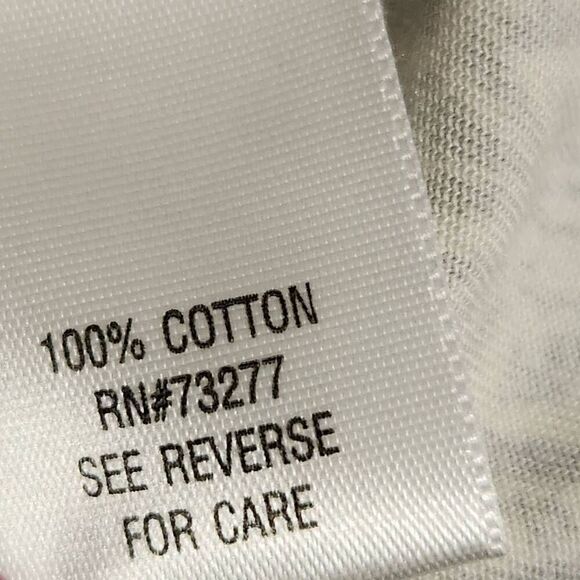 100% COTTON
RN#73277
SEE REVERSE
FOR CARE